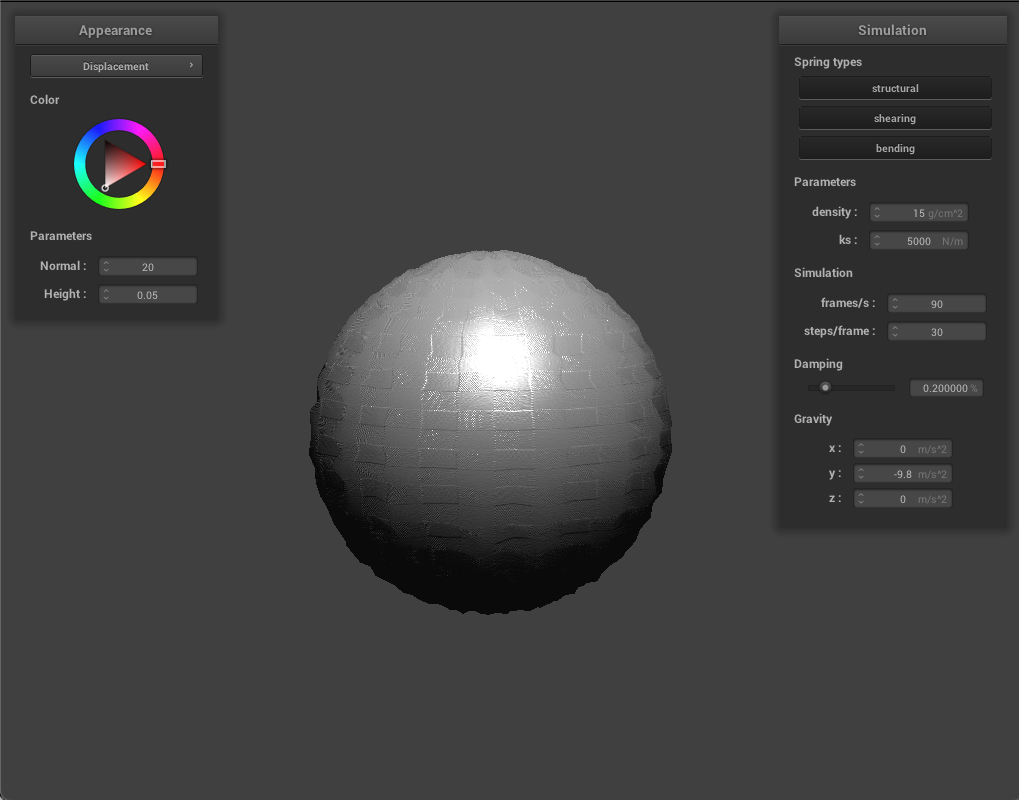 Appearance
Displacement
Color
Parameters
Normal : 20
Height : 0.05
Simulation
Spring types
structural
shearing
bending
Parameters
density : 15 g/cm^2
ks : 5000 N/m
Simulation
frames/s : 90
steps/frame : 30
Damping
0.200000 %
Gravity
x : 0 m/s^2
y : -9.8 m/s^2
z : 0 m/s^2